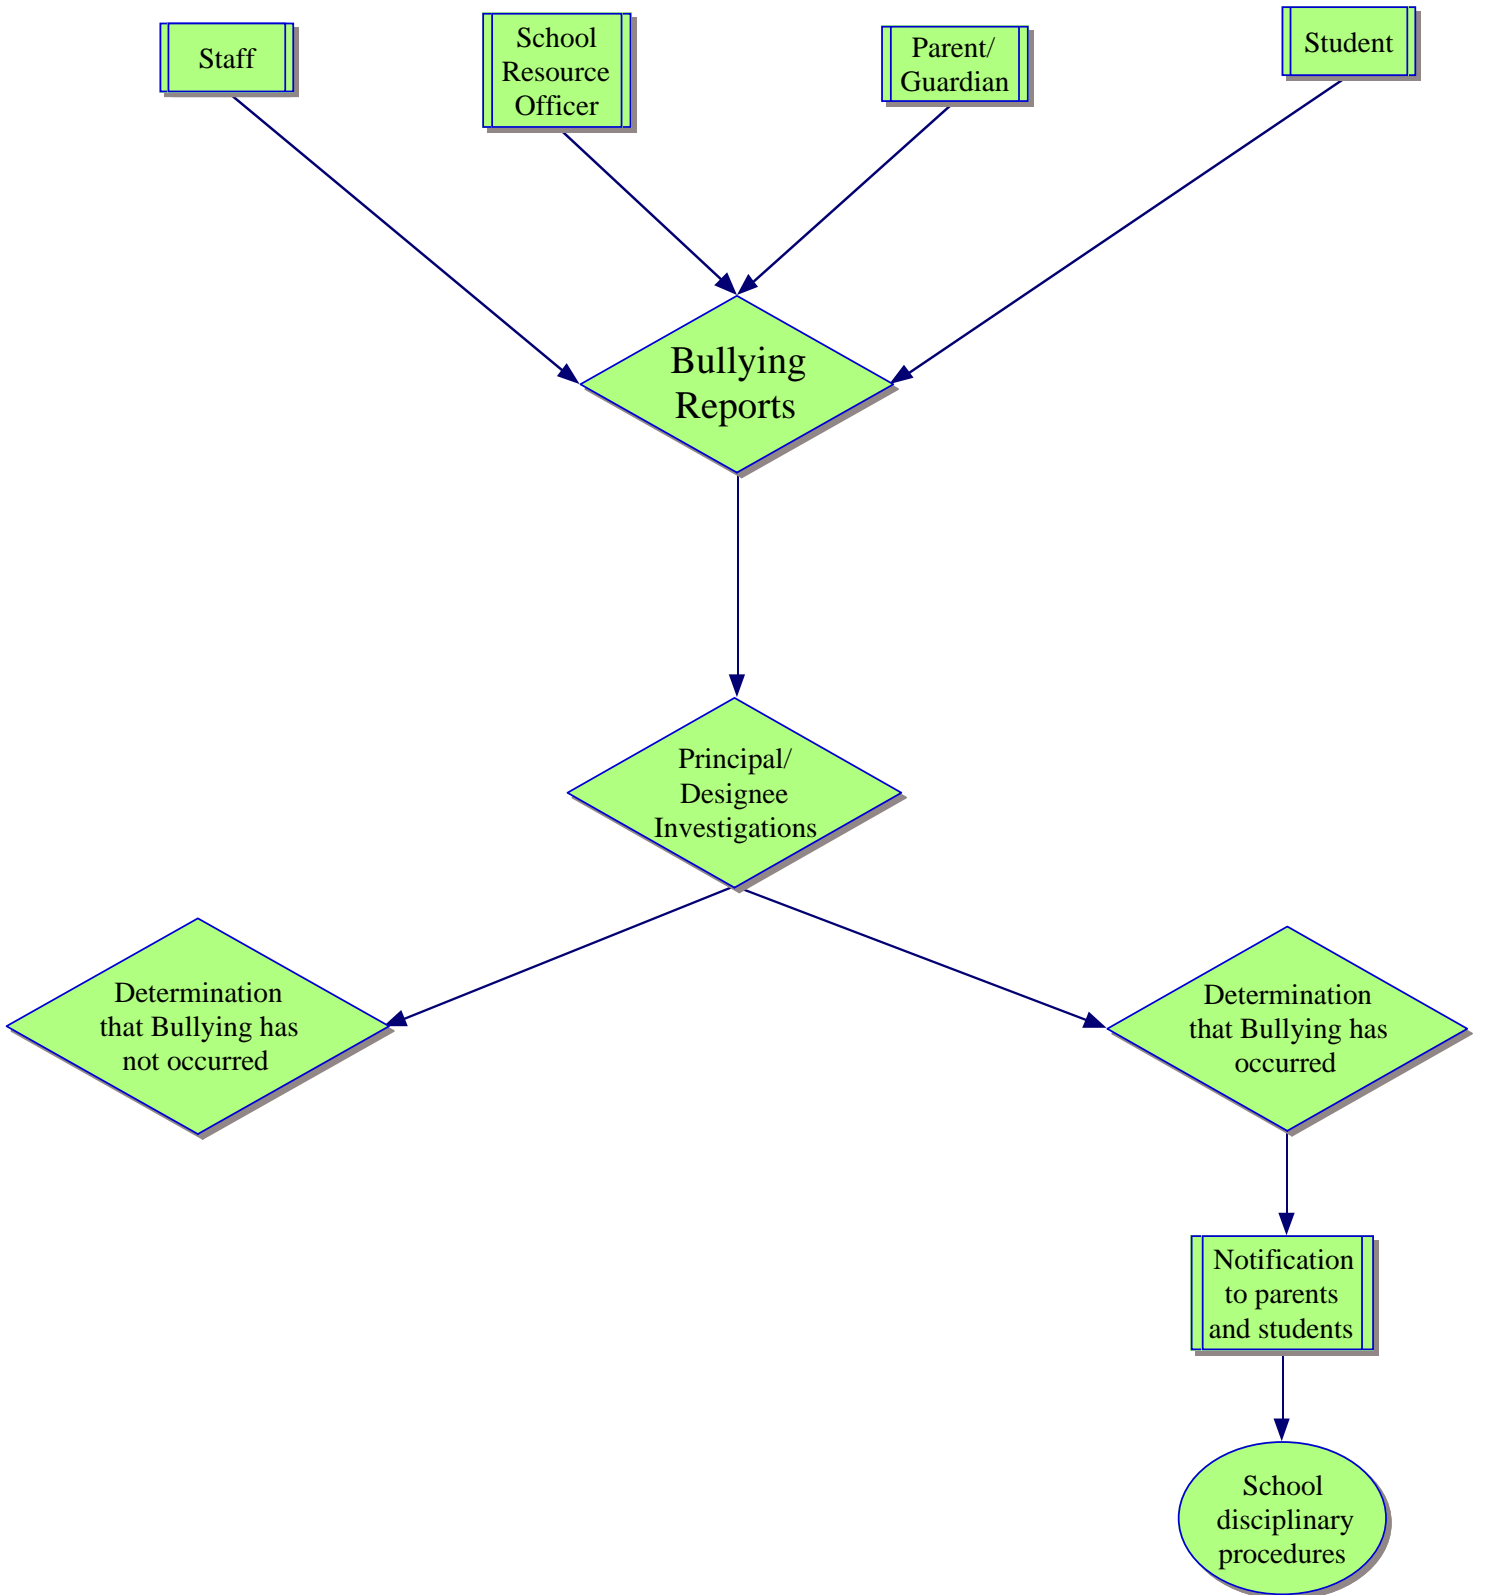 Staff
School
Resource
Officer
Parent/
Guardian
Student
Bullying
Reports
Principal/
Designee
Investigations
Determination
that Bullying has
not occurred
Determination
that Bullying has
occurred
Notification
to parents
and students
School
disciplinary
procedures